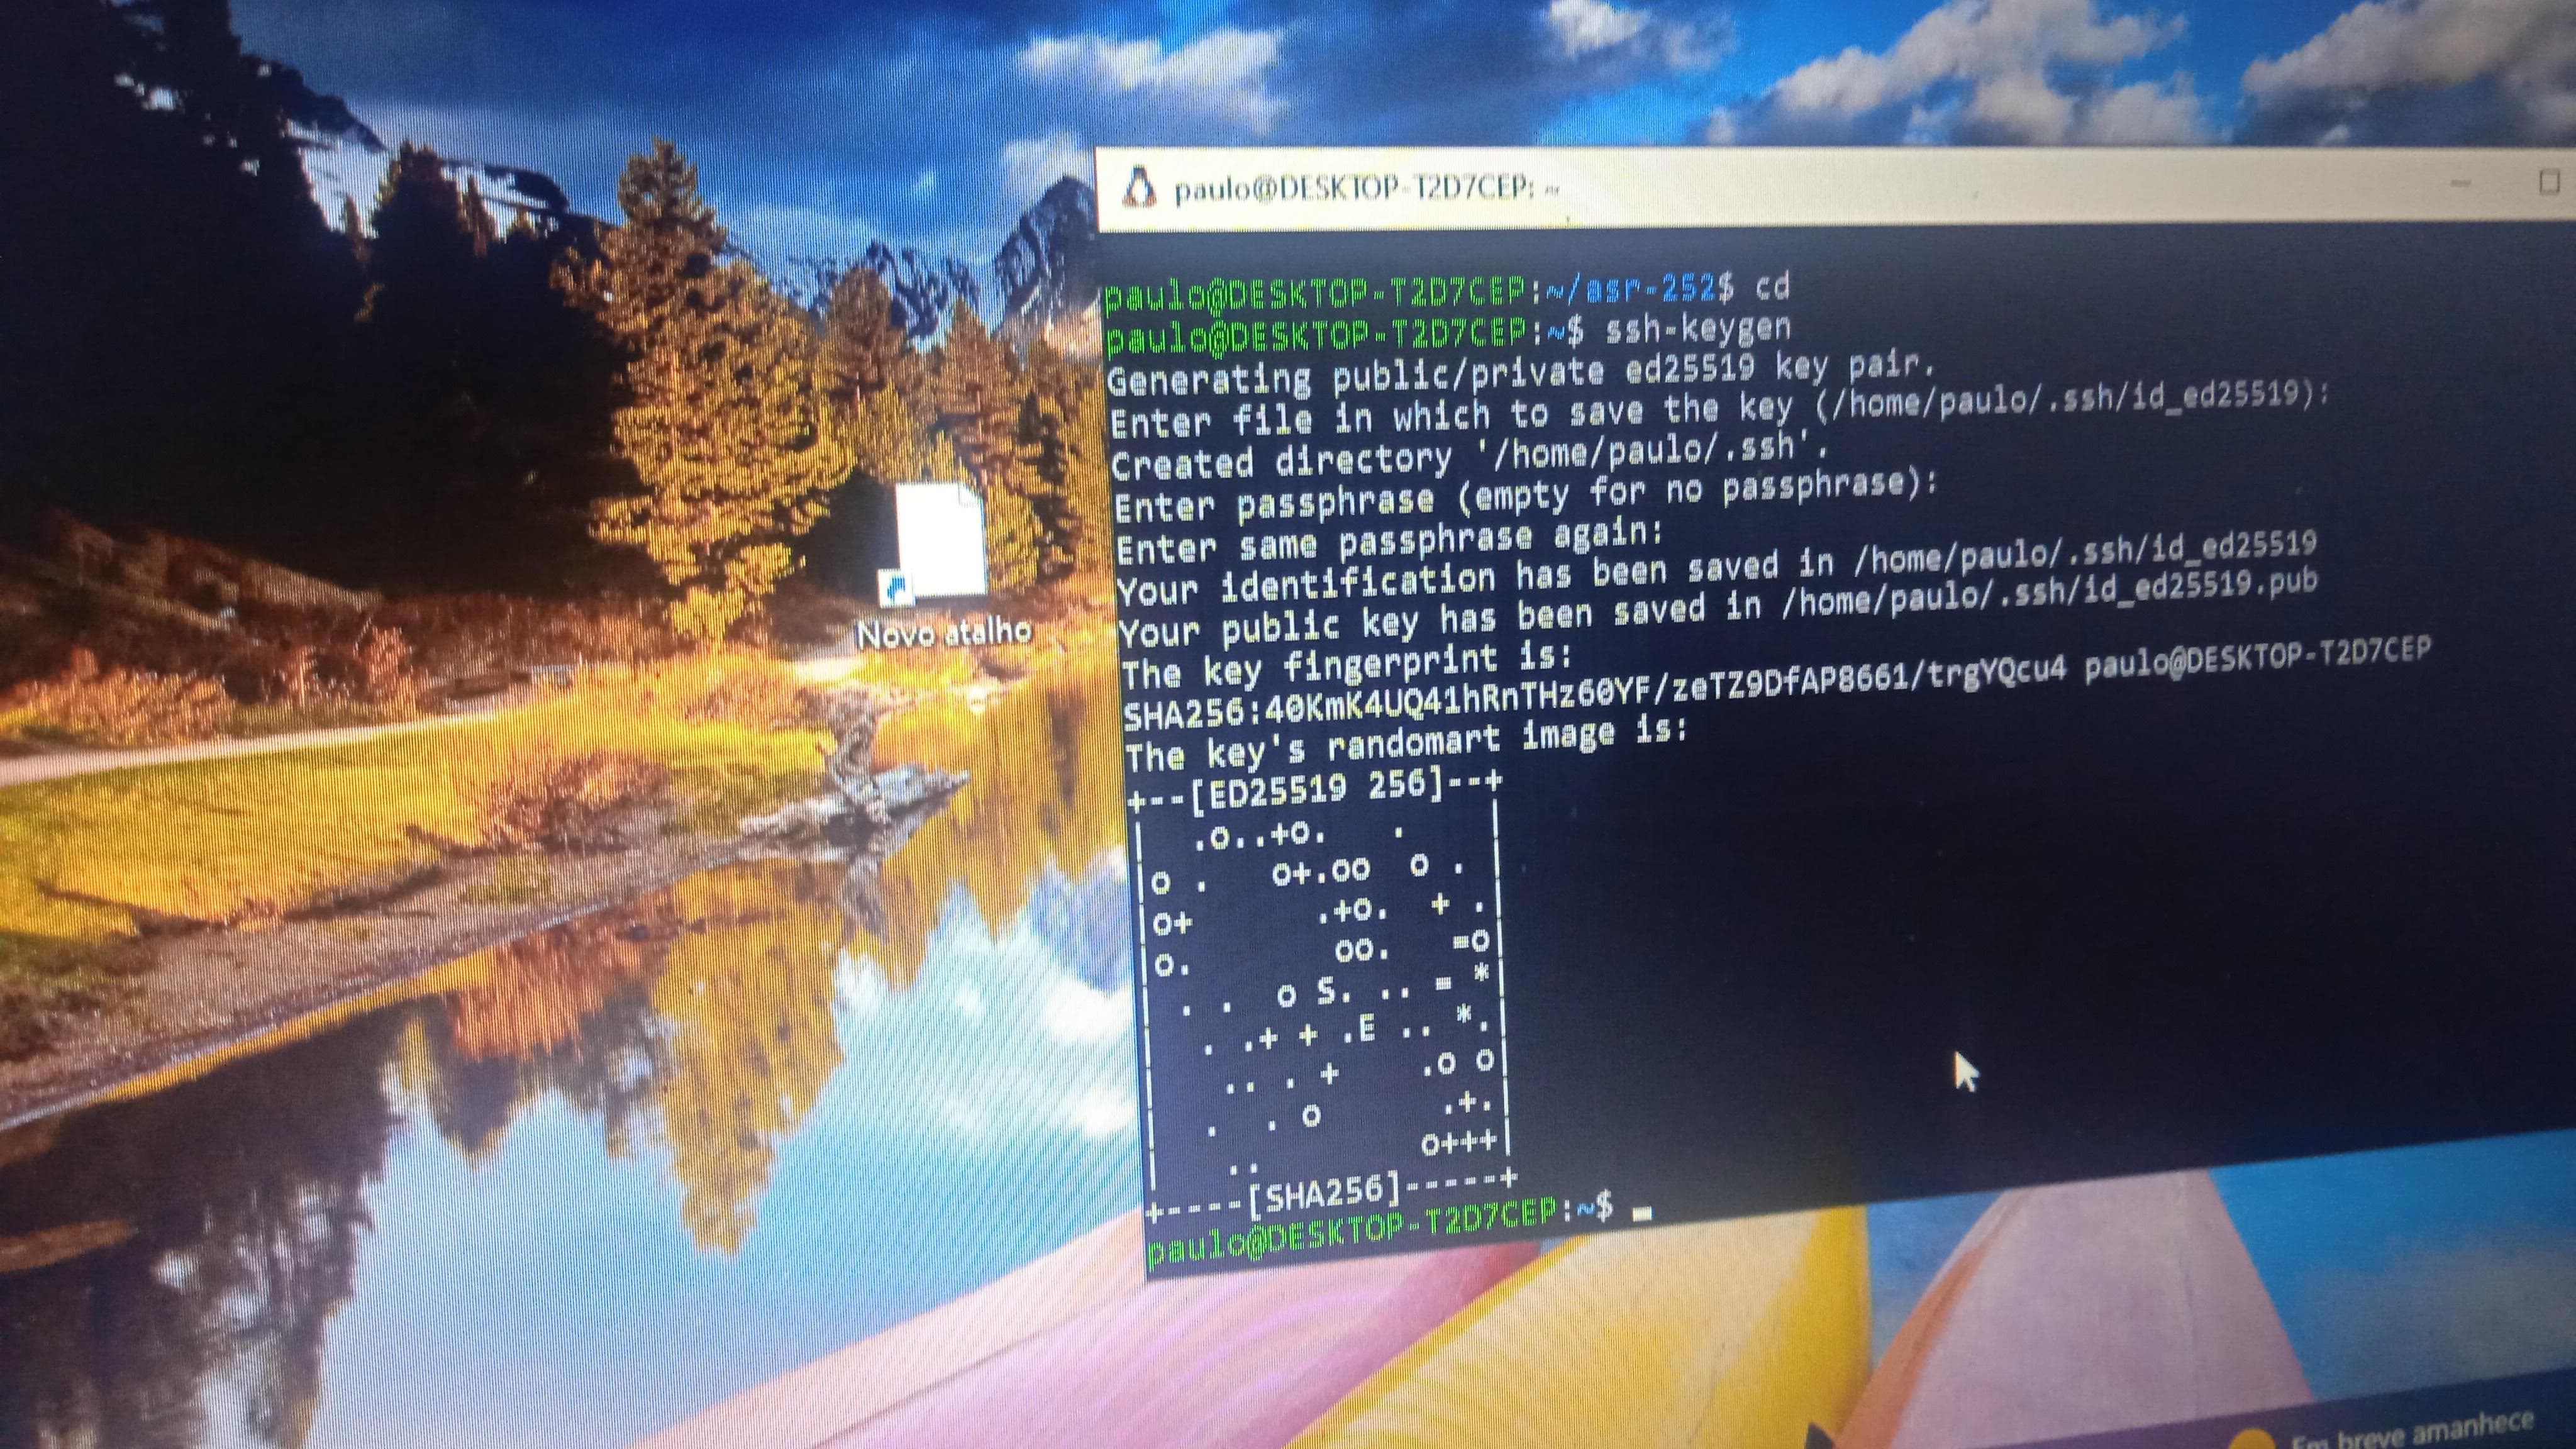 paulo@DESKTOP-T2D7CEP: ~
paulo@DESKTOP-T2D7CEP:~/asr-252$ cd
paulo@DESKTOP-T2D7CEP:~$ ssh-keygen
Generating public/private ed25519 key pair.
Enter file in which to save the key (/home/paulo/.ssh/id_ed25519):
Created directory '/home/paulo/.ssh'.
Enter passphrase (empty for no passphrase):
Enter same passphrase again:
Your identification has been saved in /home/paulo/.ssh/id_ed25519
Your public key has been saved in /home/paulo/.ssh/id_ed25519.pub
The key fingerprint is:
SHA256:40KmK4UQ41hRnTHz60YF/zeTZ9DfAP8661/trgYQcu4 paulo@DESKTOP-T2D7CEP
The key's randomart image is:
+--[ED25519 256]--+
|  .o..+o.   .    |
|o .   o+.oo  o . |
|o+      .+o.  + .|
|o.       oo.   =o|
| . .  o S. .. = *|
|  . .+ + .E .. *.|
|   .. . +    .o o|
|  .  . o      .+.|
|   ..        o+++|
+----[SHA256]-----+
paulo@DESKTOP-T2D7CEP:~$
Novo atalho
Em breve amanhece